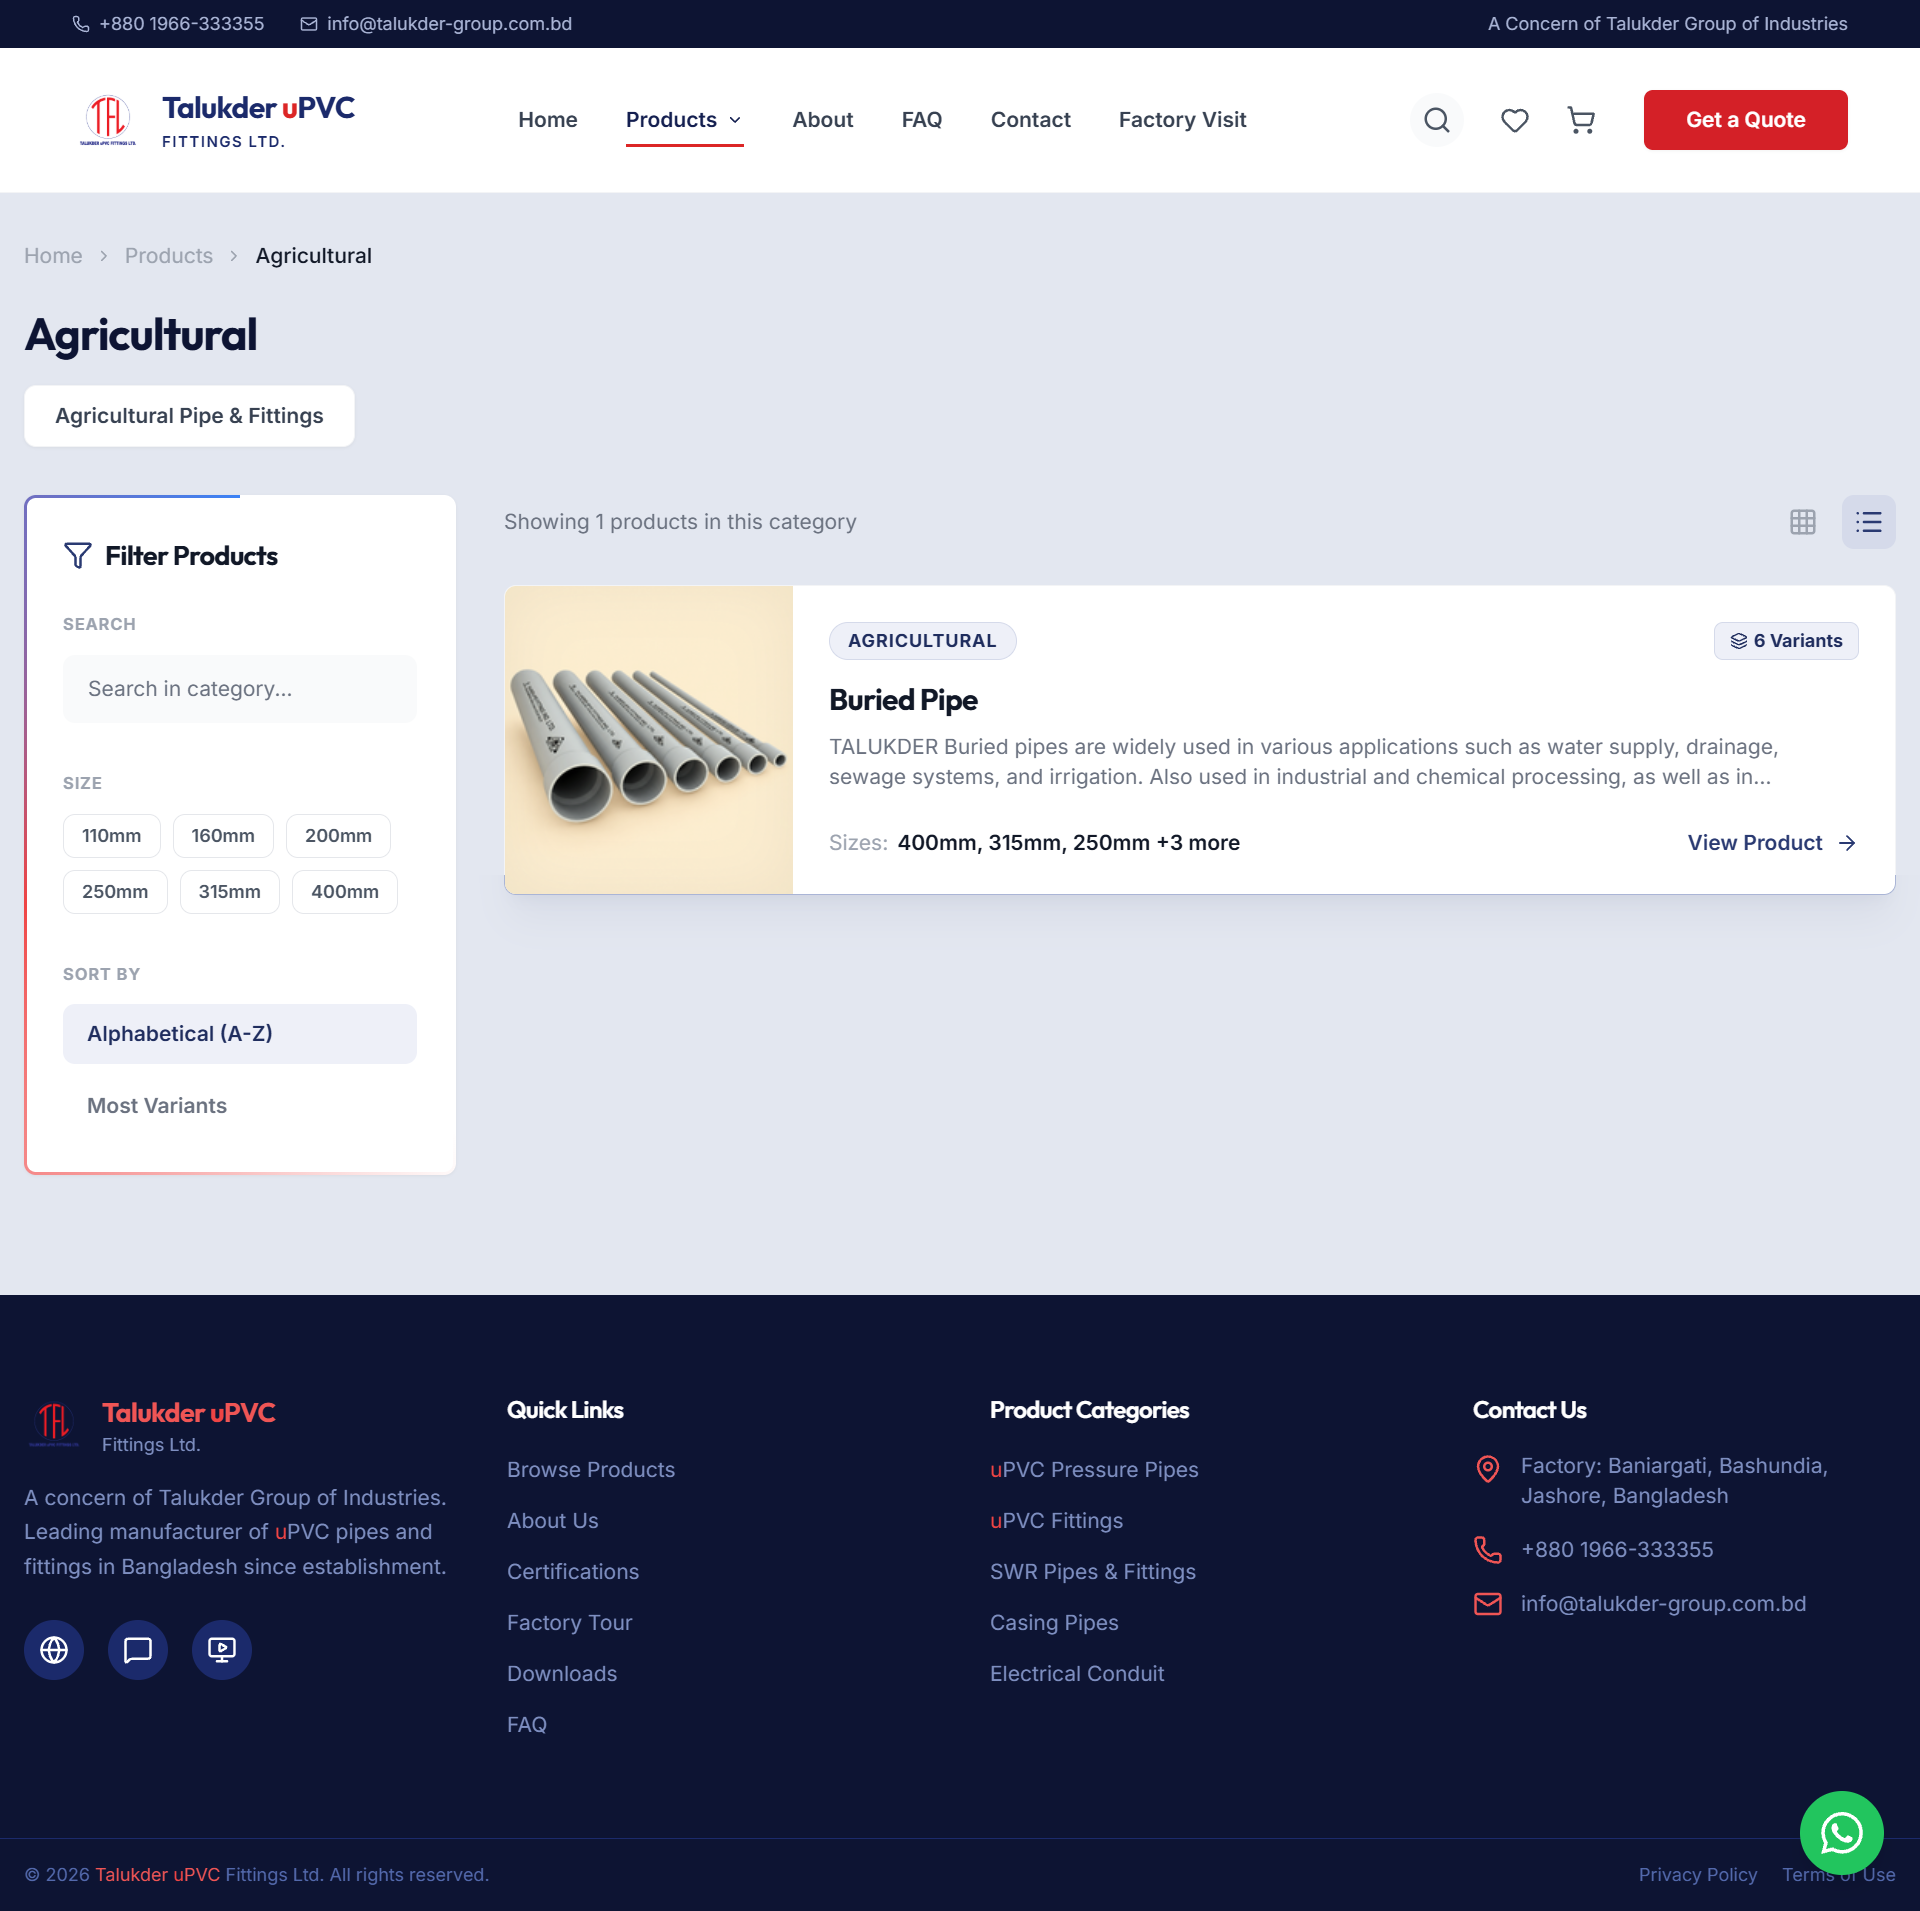 +880 1966-333355
info@talukder-group.com.bd
A Concern of Talukder Group of Industries
TFL
Talukder uPVC
FITTINGS LTD.
Home
Products
About
FAQ
Contact
Factory Visit
Get a Quote
Home
Products
Agricultural
Agricultural
Agricultural Pipe & Fittings
Filter Products
SEARCH
Search in category...
SIZE
110mm
160mm
200mm
250mm
315mm
400mm
SORT BY
Alphabetical (A-Z)
Most Variants
Showing 1 products in this category
AGRICULTURAL
6 Variants
Buried Pipe
TALUKDER Buried pipes are widely used in various applications such as water supply, drainage,
sewage systems, and irrigation. Also used in industrial and chemical processing, as well as in...
Sizes: 400mm, 315mm, 250mm +3 more
View Product
TFL
Talukder uPVC
Fittings Ltd.
A concern of Talukder Group of Industries.
Leading manufacturer of uPVC pipes and
fittings in Bangladesh since establishment.
Quick Links
Browse Products
About Us
Certifications
Factory Tour
Downloads
FAQ
Product Categories
uPVC Pressure Pipes
uPVC Fittings
SWR Pipes & Fittings
Casing Pipes
Electrical Conduit
Contact Us
Factory: Baniargati, Bashundia,
Jashore, Bangladesh
+880 1966-333355
info@talukder-group.com.bd
© 2026 Talukder uPVC Fittings Ltd. All rights reserved.
Privacy Policy
Terms of Use